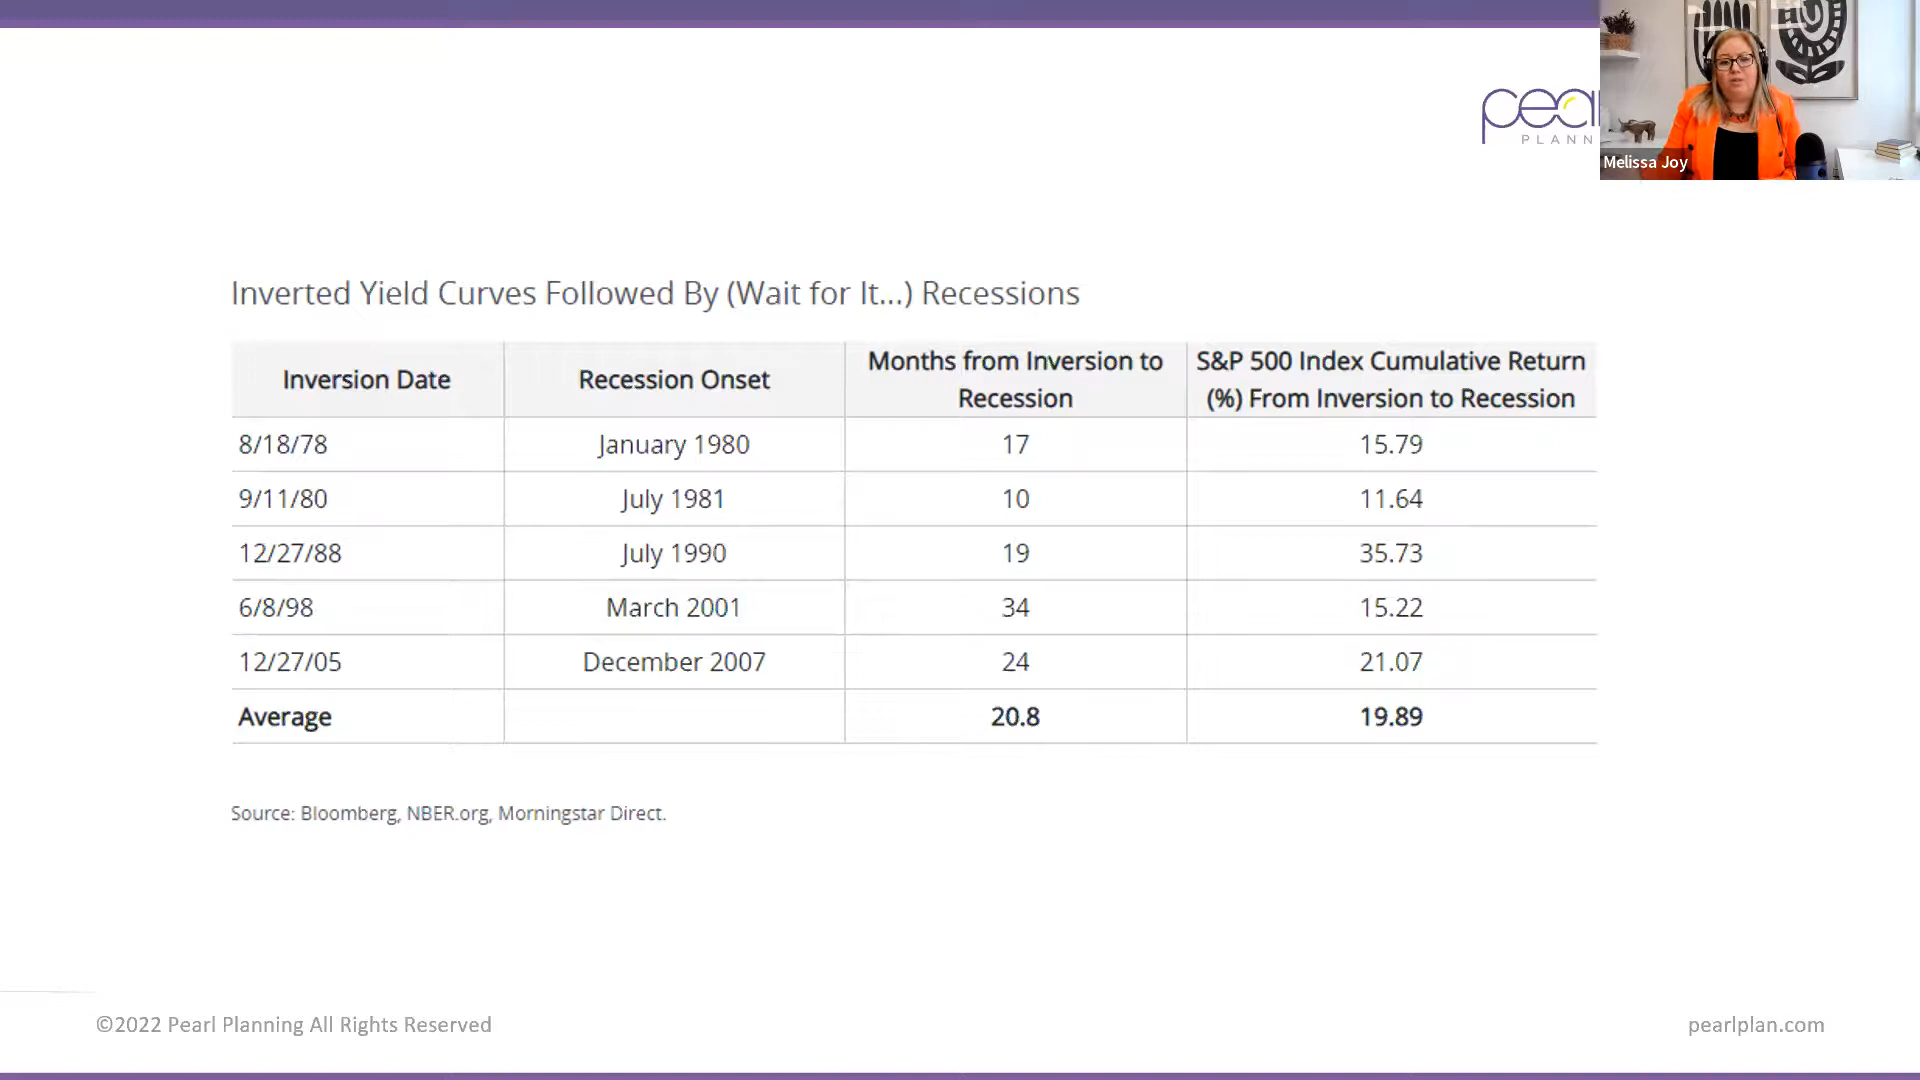 pea
PLANN
Melissa Joy
Inverted Yield Curves Followed By (Wait for It...) Recessions
Inversion Date
Recession Onset
Months from Inversion to
Recession
S&P 500 Index Cumulative Return
(%) From Inversion to Recession
8/18/78 January 1980 17 15.79
9/11/80 July 1981 10 11.64
12/27/88 July 1990 19 35.73
6/8/98 March 2001 34 15.22
12/27/05 December 2007 24 21.07
Average 20.8 19.89
Source: Bloomberg, NBER.org, Morningstar Direct.
©2022 Pearl Planning All Rights Reserved
pearlplan.com